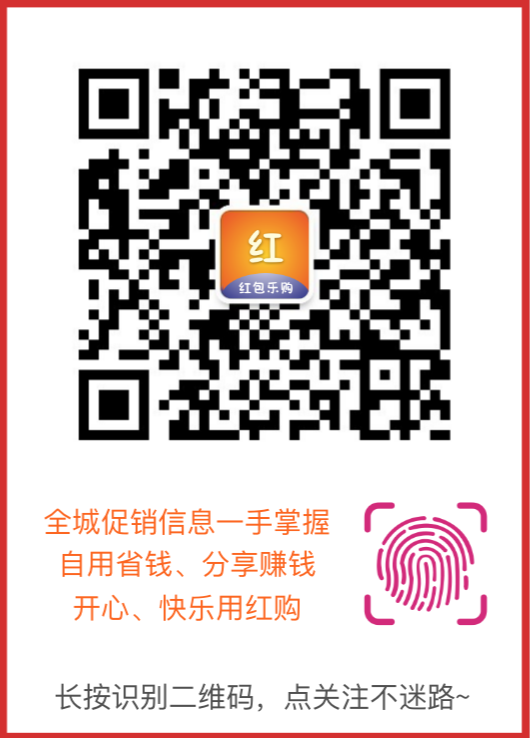 红
红包乐购
全城促销信息一手掌握
自用省钱、分享赚钱
开心、快乐用红购
长按识别二维码，点关注不迷路~